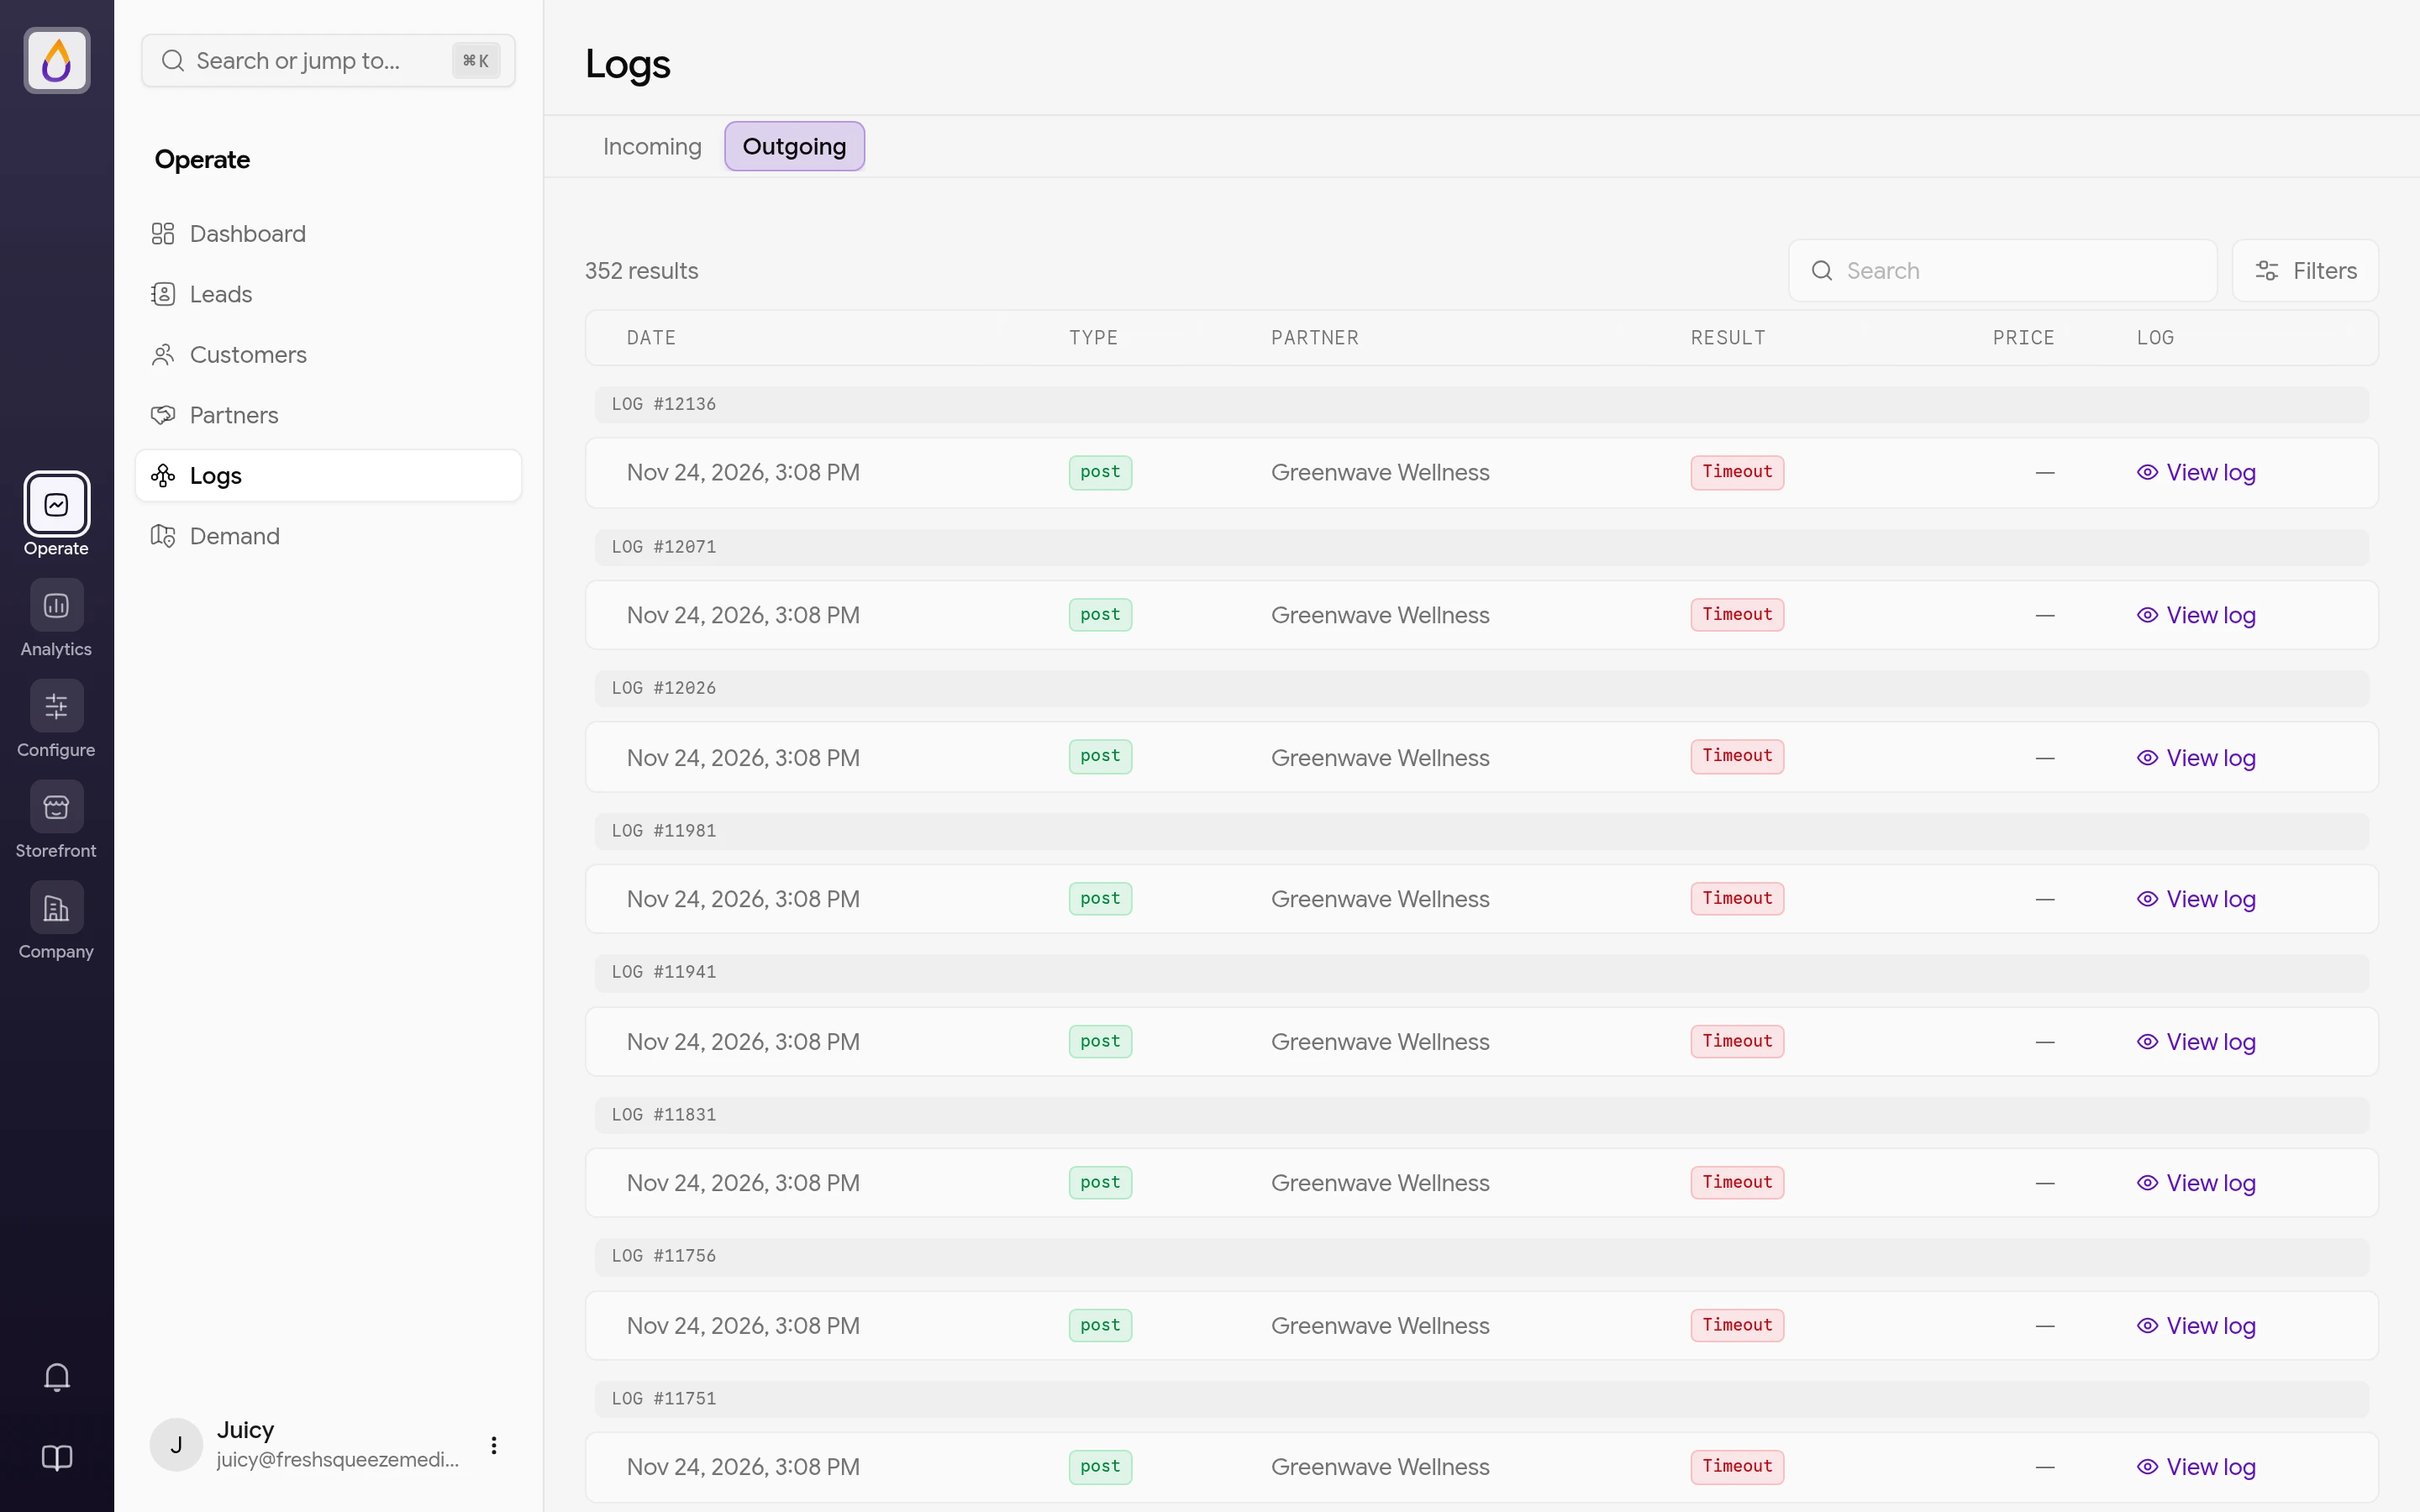 Search or jump to...
⌘K
Operate
Dashboard
Leads
Customers
Partners
Logs
Demand
Operate
Analytics
Configure
Storefront
Company
J
Juicy
juicy@freshsqueezemedi...
Logs
Incoming
Outgoing
352 results
Search
Filters
DATE TYPE PARTNER RESULT PRICE LOG
LOG #12136
Nov 24, 2026, 3:08 PM post Greenwave Wellness Timeout — View log
LOG #12071
Nov 24, 2026, 3:08 PM post Greenwave Wellness Timeout — View log
LOG #12026
Nov 24, 2026, 3:08 PM post Greenwave Wellness Timeout — View log
LOG #11981
Nov 24, 2026, 3:08 PM post Greenwave Wellness Timeout — View log
LOG #11941
Nov 24, 2026, 3:08 PM post Greenwave Wellness Timeout — View log
LOG #11831
Nov 24, 2026, 3:08 PM post Greenwave Wellness Timeout — View log
LOG #11756
Nov 24, 2026, 3:08 PM post Greenwave Wellness Timeout — View log
LOG #11751
Nov 24, 2026, 3:08 PM post Greenwave Wellness Timeout — View log